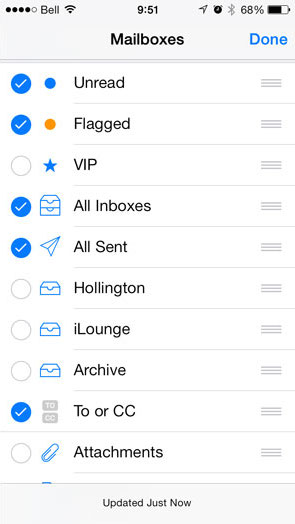 Bell 9:51 68%
Mailboxes Done
Unread
Flagged
VIP
All Inboxes
All Sent
Hollington
iLounge
Archive
TO CC To or CC
Attachments
Updated Just Now